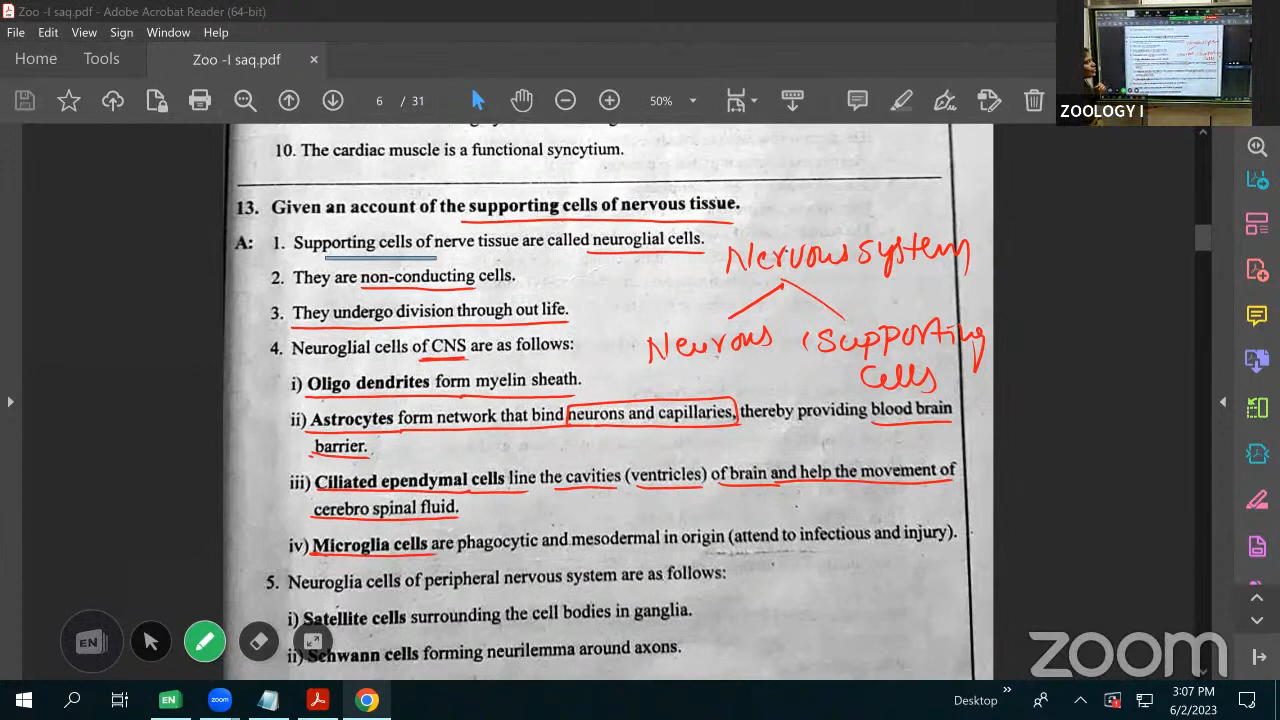 Zoo -I saq.pdf - Adobe Acrobat Reader (64-bit)
File Edit View Sign Window Help
Home Tools Zoo - I saq.pdf ×
6 / 31 50%
ZOOLOGY I
10. The cardiac muscle is a functional syncytium.
13. Given an account of the supporting cells of nervous tissue.
A: 1. Supporting cells of nerve tissue are called neuroglial cells.
2. They are non-conducting cells.
3. They undergo division through out life.
4. Neuroglial cells of CNS are as follows:
i) Oligo dendrites form myelin sheath.
ii) Astrocytes form network that bind neurons and capillaries, thereby providing blood brain
barrier.
iii) Ciliated ependymal cells line the cavities (ventricles) of brain and help the movement of
cerebro spinal fluid.
iv) Microglia cells are phagocytic and mesodermal in origin (attend to infectious and injury).
5. Neuroglia cells of peripheral nervous system are as follows:
i) Satellite cells surrounding the cell bodies in ganglia.
ii) Schwann cells forming neurilemma around axons.
Nervous system
Neurons Supporting
cells
EN
zoom
EN zoom
Desktop »
3:07 PM
6/2/2023